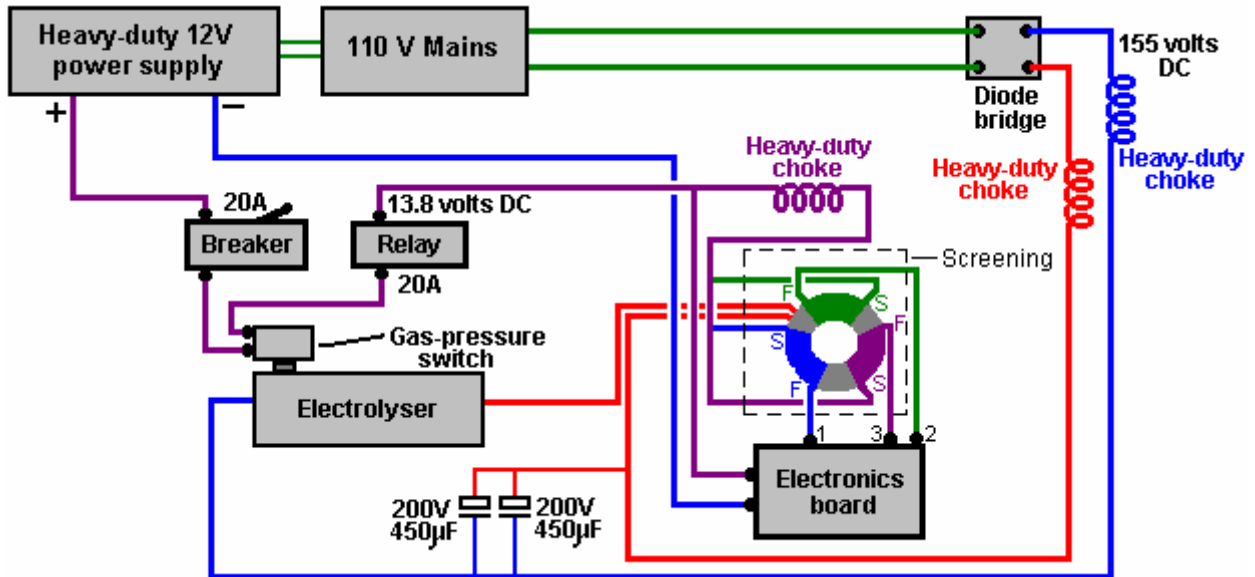 Heavy-duty 12V
power supply
110 V Mains
155 volts
DC
Diode
bridge
+
−
Heavy-duty
choke
Heavy-duty
choke
Heavy-duty
choke
20A
13.8 volts DC
Breaker
Relay
20A
Screening
F
S
F
S
F
S
Gas-pressure
switch
Electrolyser
1
3
2
Electronics
board
200V
450µF
200V
450µF